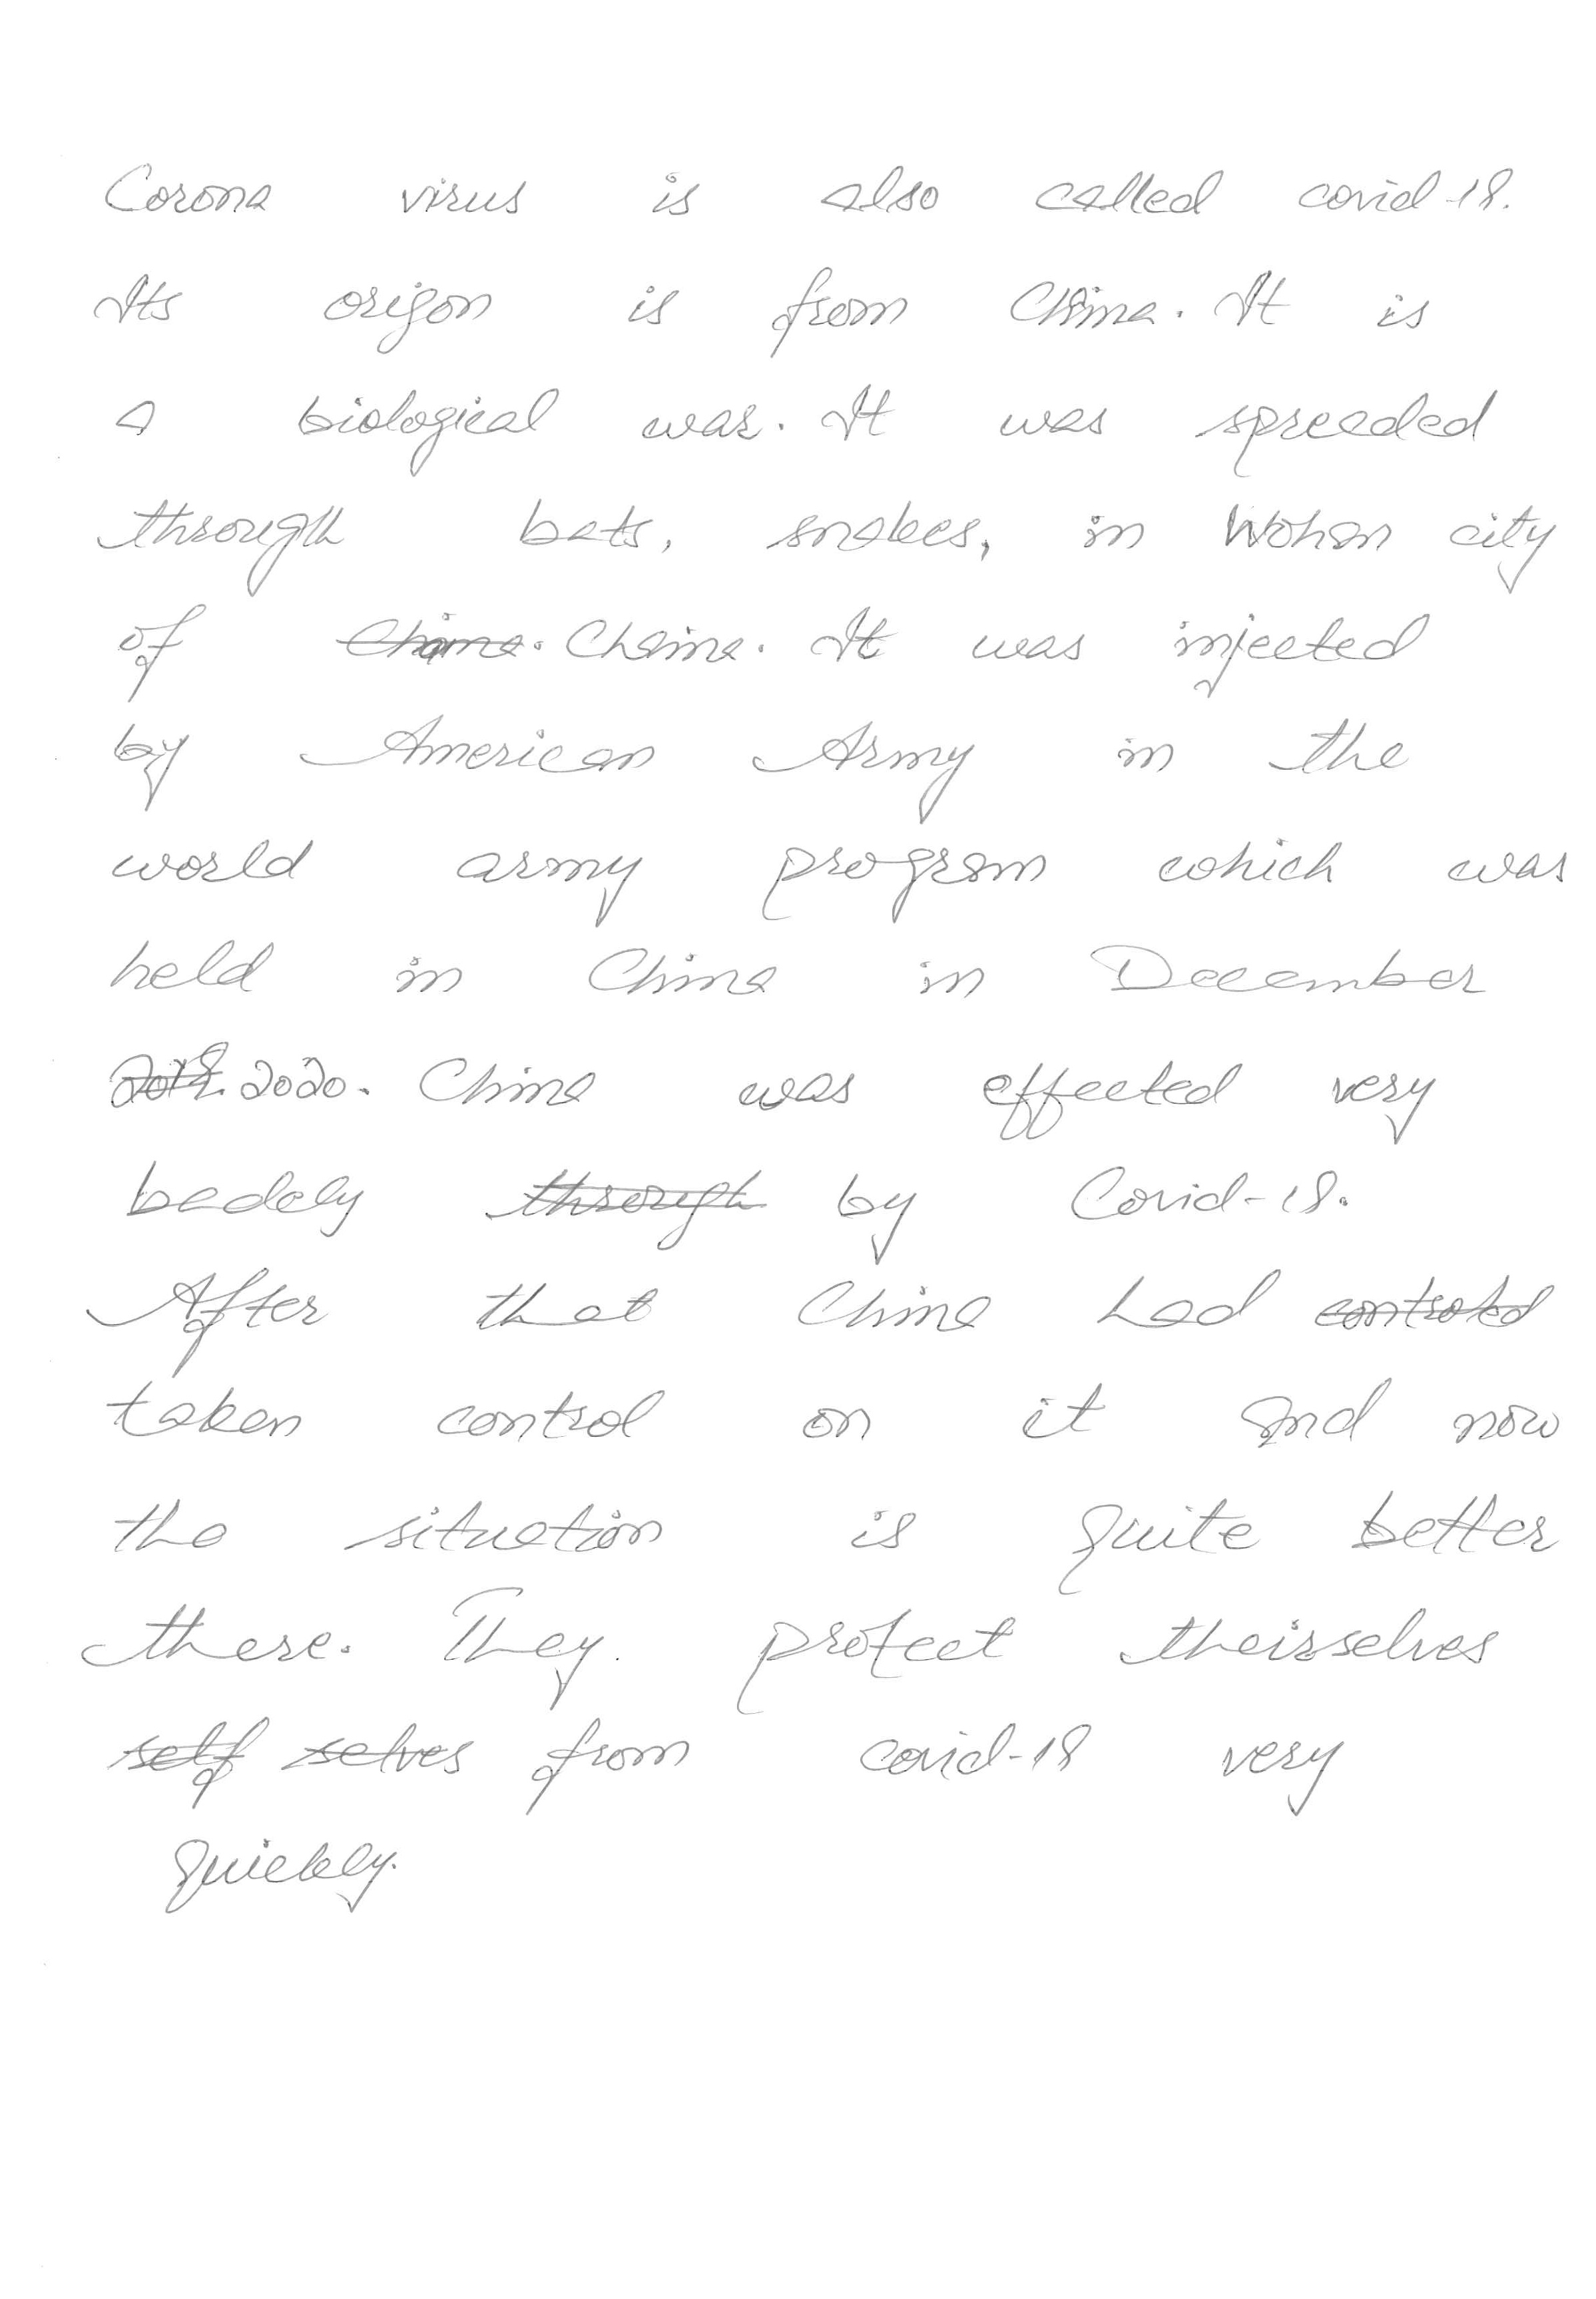 Corona virus is also called covid-18.
Its origon is from China. It is
a biological war. It was spreaded
through bats, snakes, in Wohan city
of China. Chaina. It was injected
by American Army in the
world army program which was
held in China in December
2020. China was effected very
badely through by Covid-18.
After that China had controled
taken control on it and now
the situation is quite better
there. They protect theirselves
self selves from covid-18 very
quickly.